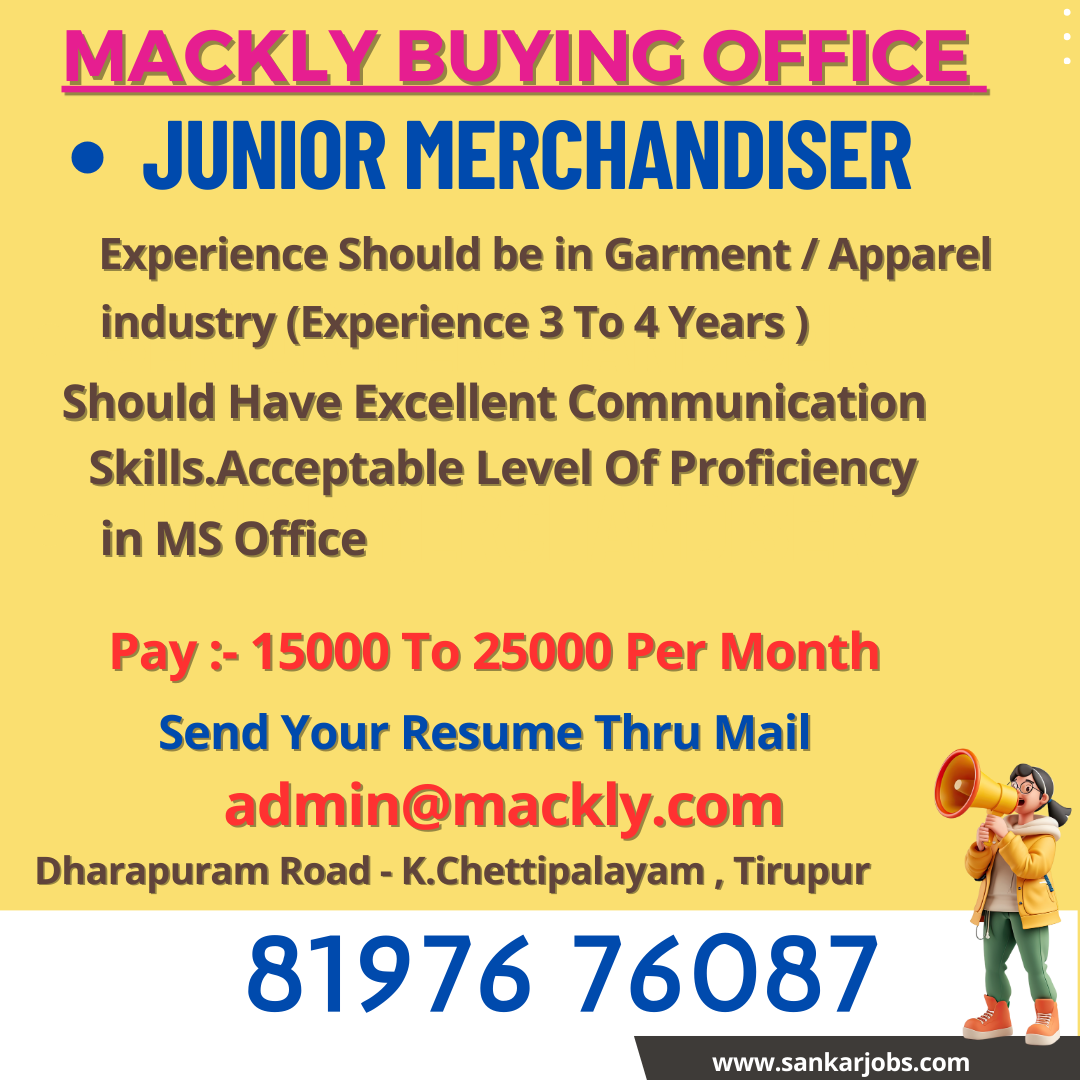 MACKLY BUYING OFFICE
• JUNIOR MERCHANDISER
Experience Should be in Garment / Apparel
industry (Experience 3 To 4 Years )
Should Have Excellent Communication
Skills.Acceptable Level Of Proficiency
in MS Office
Pay :- 15000 To 25000 Per Month
Send Your Resume Thru Mail
admin@mackly.com
Dharapuram Road - K.Chettipalayam , Tirupur
81976 76087
www.sankarjobs.com